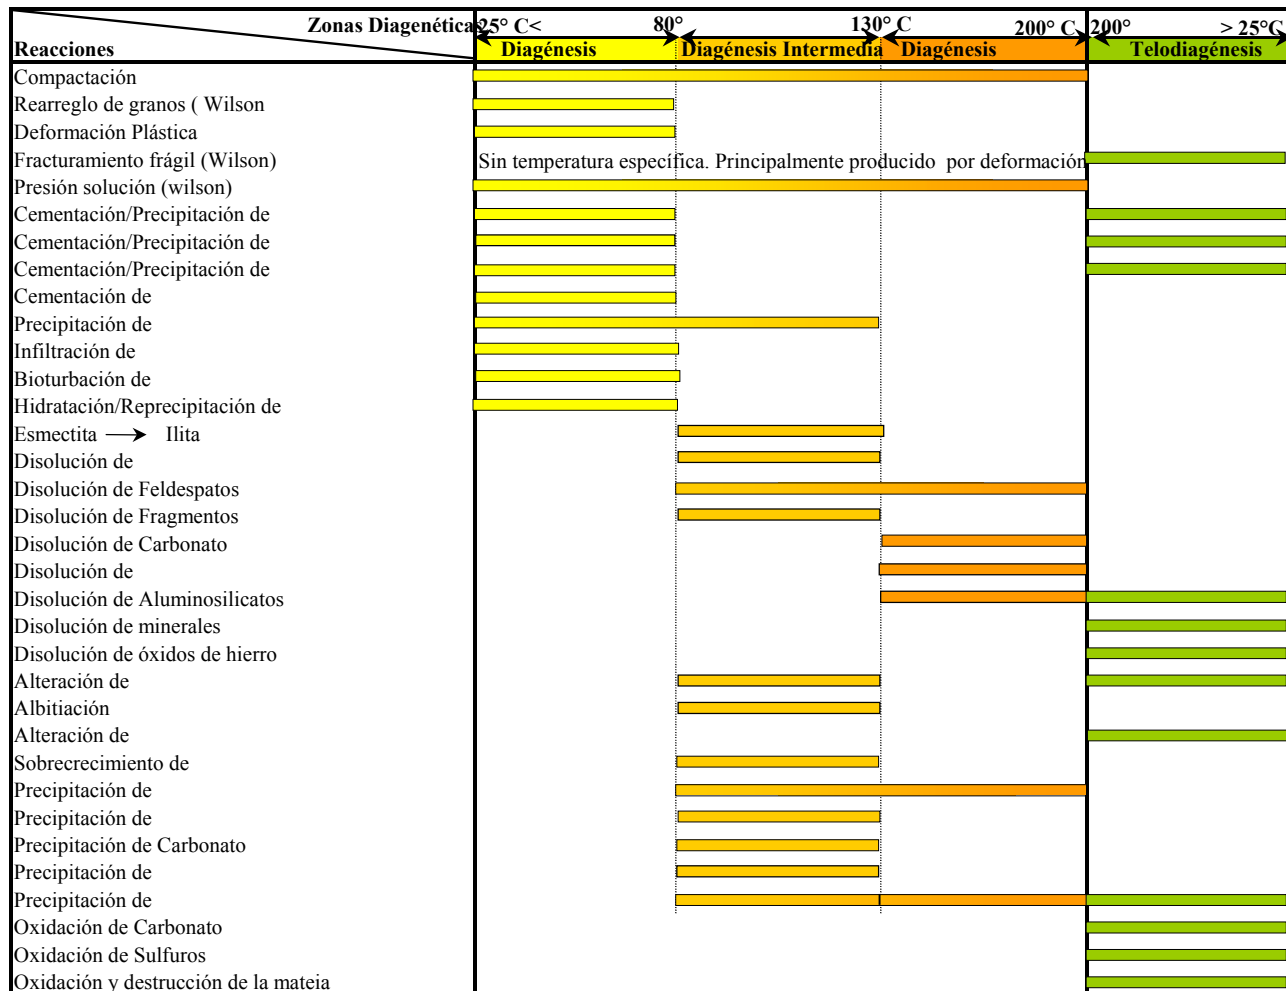 Zonas Diagenéticas 25° C< 80° 130° C 200° C 200° > 25°C
Reacciones Diagénesis Diagénesis Intermedia Diagénesis Telodiagénesis
Compactación
Rearreglo de granos ( Wilson
Deformación Plástica
Fracturamiento frágil (Wilson) Sin temperatura específica. Principalmente producido por deformación
Presión solución (wilson)
Cementación/Precipitación de
Cementación/Precipitación de
Cementación/Precipitación de
Cementación de
Precipitación de
Infiltración de
Bioturbación de
Hidratación/Reprecipitación de
Esmectita → Ilita
Disolución de
Disolución de Feldespatos
Disolución de Fragmentos
Disolución de Carbonato
Disolución de
Disolución de Aluminosilicatos
Disolución de minerales
Disolución de óxidos de hierro
Alteración de
Albitiación
Alteración de
Sobrecrecimiento de
Precipitación de
Precipitación de
Precipitación de Carbonato
Precipitación de
Precipitación de
Oxidación de Carbonato
Oxidación de Sulfuros
Oxidación y destrucción de la mateia